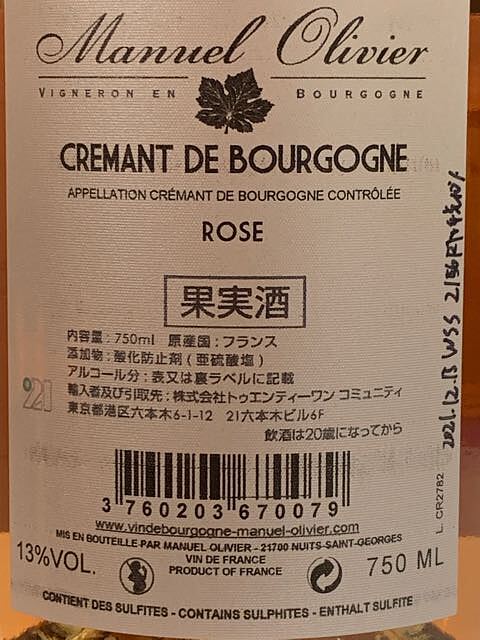 Manuel Olivier
VIGNERON EN BOURGOGNE
CREMANT DE BOURGOGNE
APPELLATION CRÉMANT DE BOURGOGNE CONTRÔLÉE
ROSE
果実酒
内容量：750ml 原産国：フランス
添加物：酸化防止剤（亜硫酸塩）
アルコール分：表又は裏ラベルに記載
輸入者及び引取先：株式会社トゥエンティーワン コミュニティ
東京都港区六本木6-1-12 21六本木ビル6F
飲酒は20歳になってから
921
3 760203 670079
www.vindebourgogne-manuel-olivier.com
MIS EN BOUTEILLE PAR MANUEL OLIVIER - 21700 NUITS-SAINT-GEORGES
VIN DE FRANCE
PRODUCT OF FRANCE
13%VOL.
750 ML
CONTIENT DES SULFITES - CONTAINS SULPHITES - ENTHALT SULFITE
L. CR2782
2021.12.13 WSS